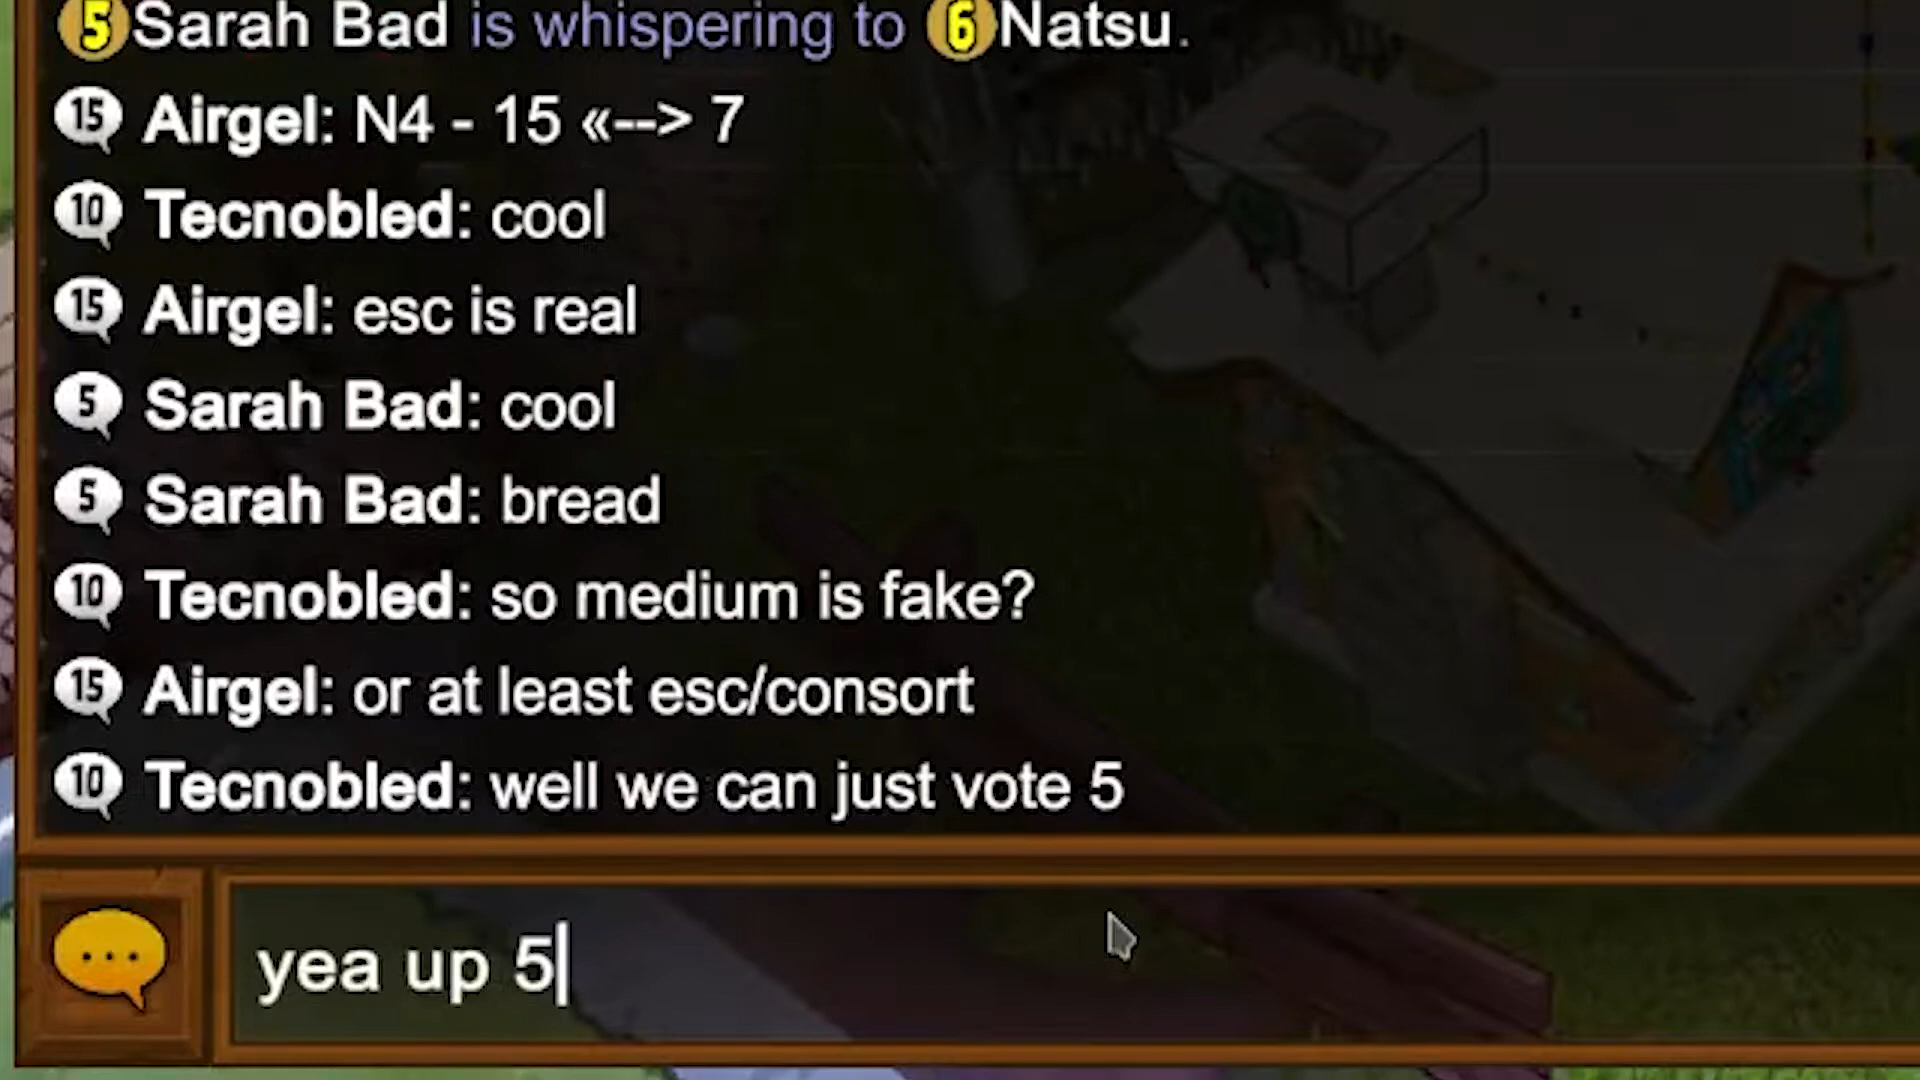 5 Sarah Bad is whispering to 6 Natsu.
15 Airgel: N4 - 15 «--> 7
10 Tecnobled: cool
15 Airgel: esc is real
5 Sarah Bad: cool
5 Sarah Bad: bread
10 Tecnobled: so medium is fake?
15 Airgel: or at least esc/consort
10 Tecnobled: well we can just vote 5
yea up 5